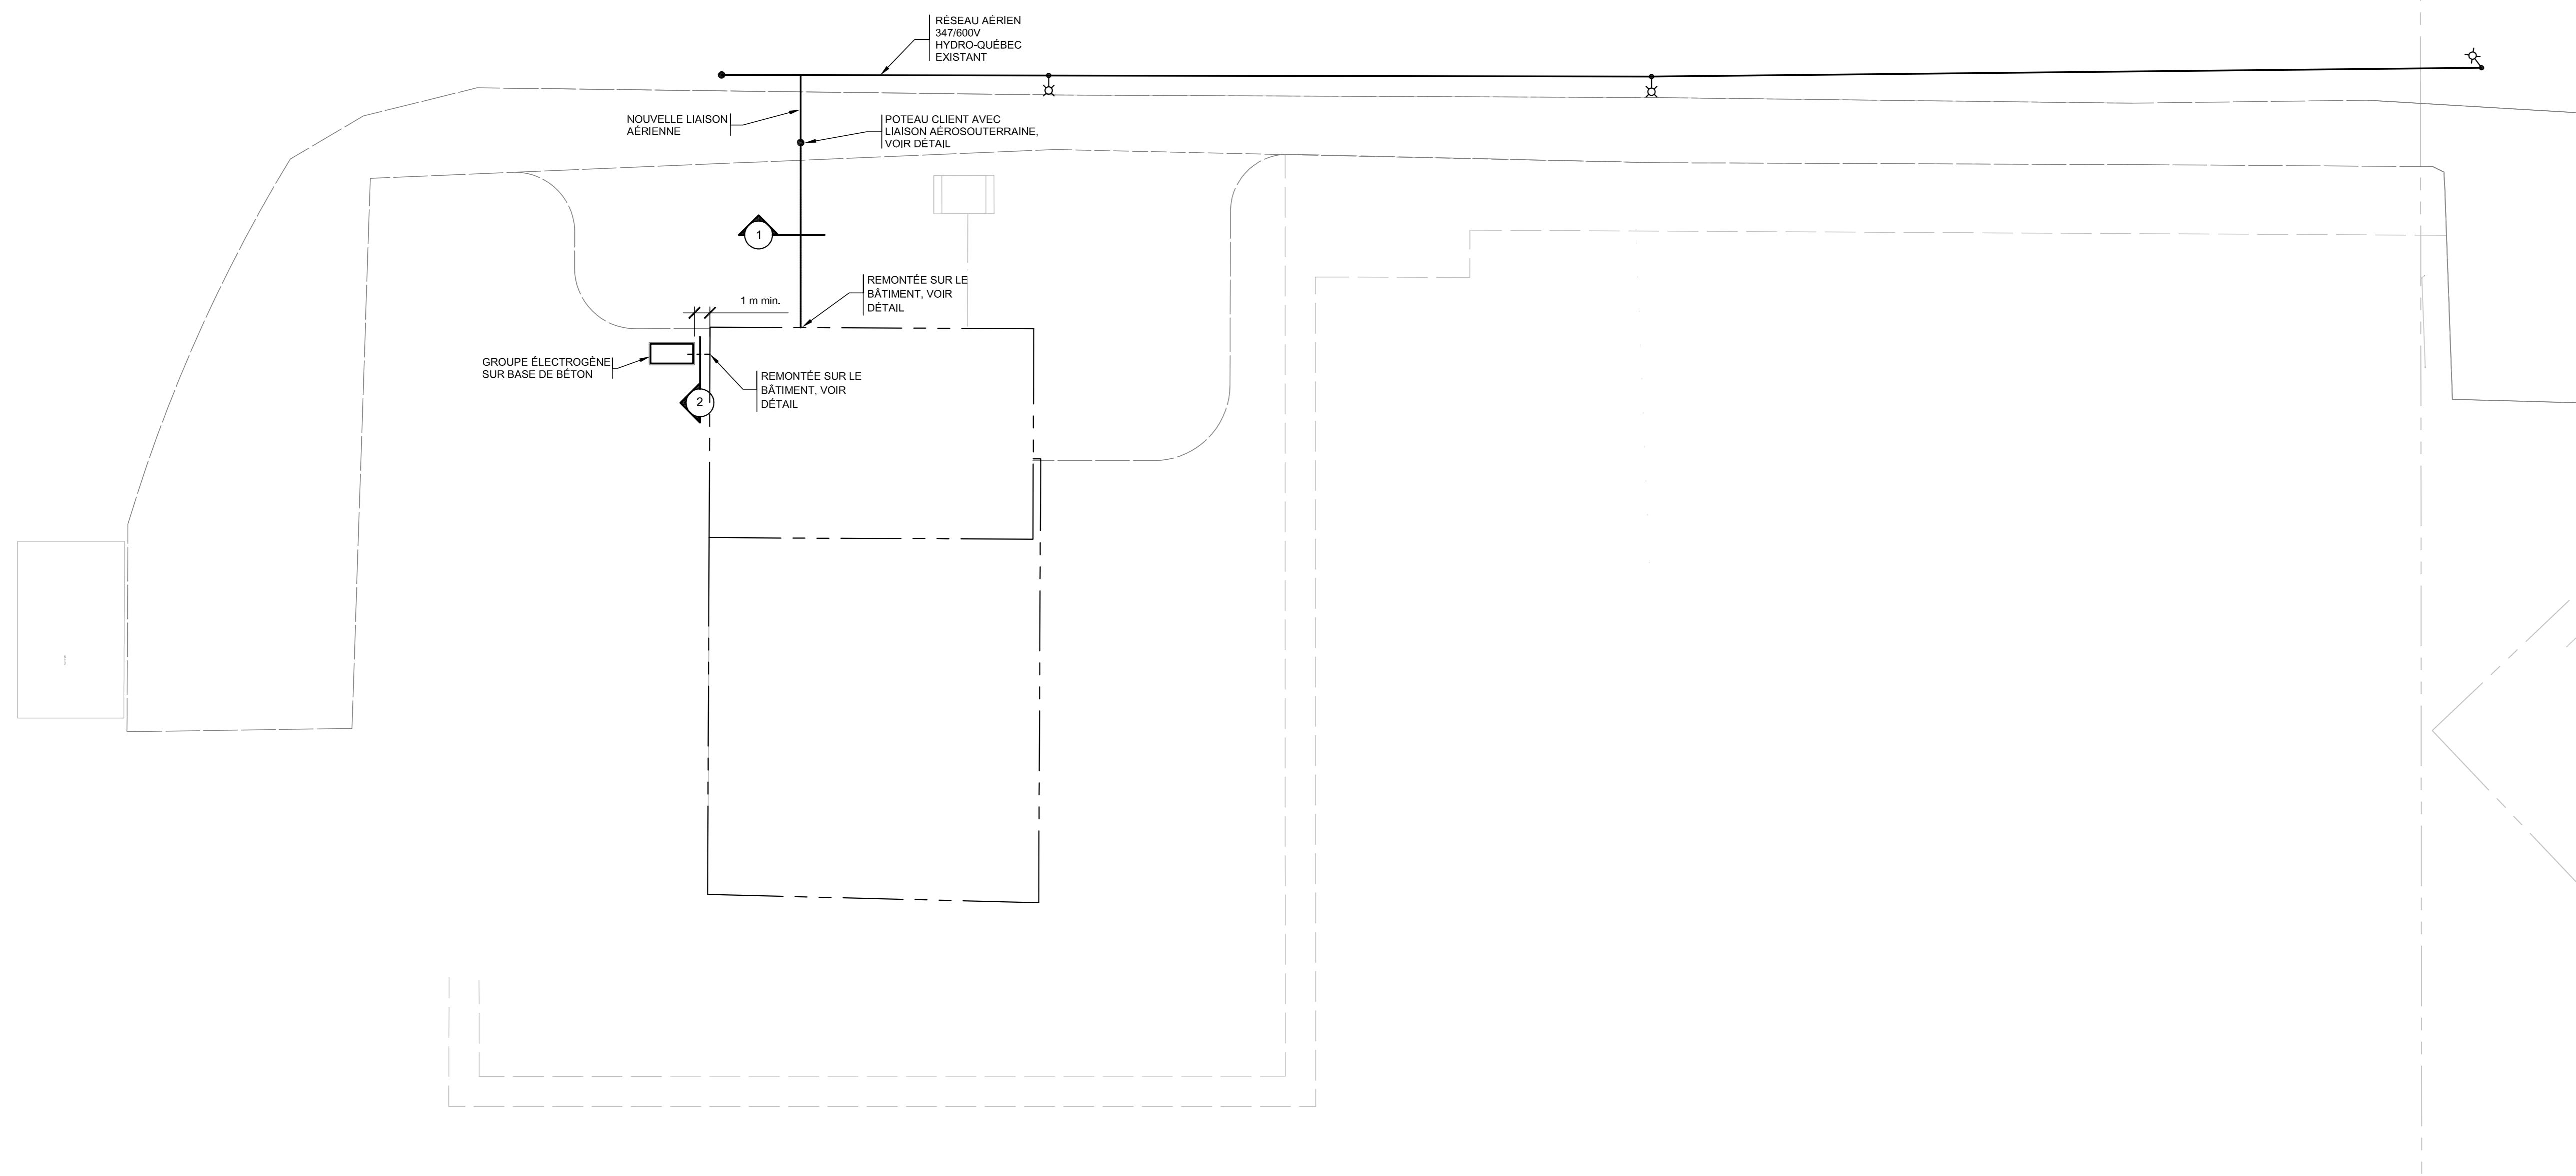 RÉSEAU AÉRIEN
347/600V
HYDRO-QUÉBEC
EXISTANT
NOUVELLE LIAISON
AÉRIENNE
POTEAU CLIENT AVEC
LIAISON AÉROSOUTERRAINE,
VOIR DÉTAIL
1
REMONTÉE SUR LE
BÂTIMENT, VOIR
DÉTAIL
1 m min.
GROUPE ÉLECTROGÈNE
SUR BASE DE BÉTON
REMONTÉE SUR LE
BÂTIMENT, VOIR
DÉTAIL
2